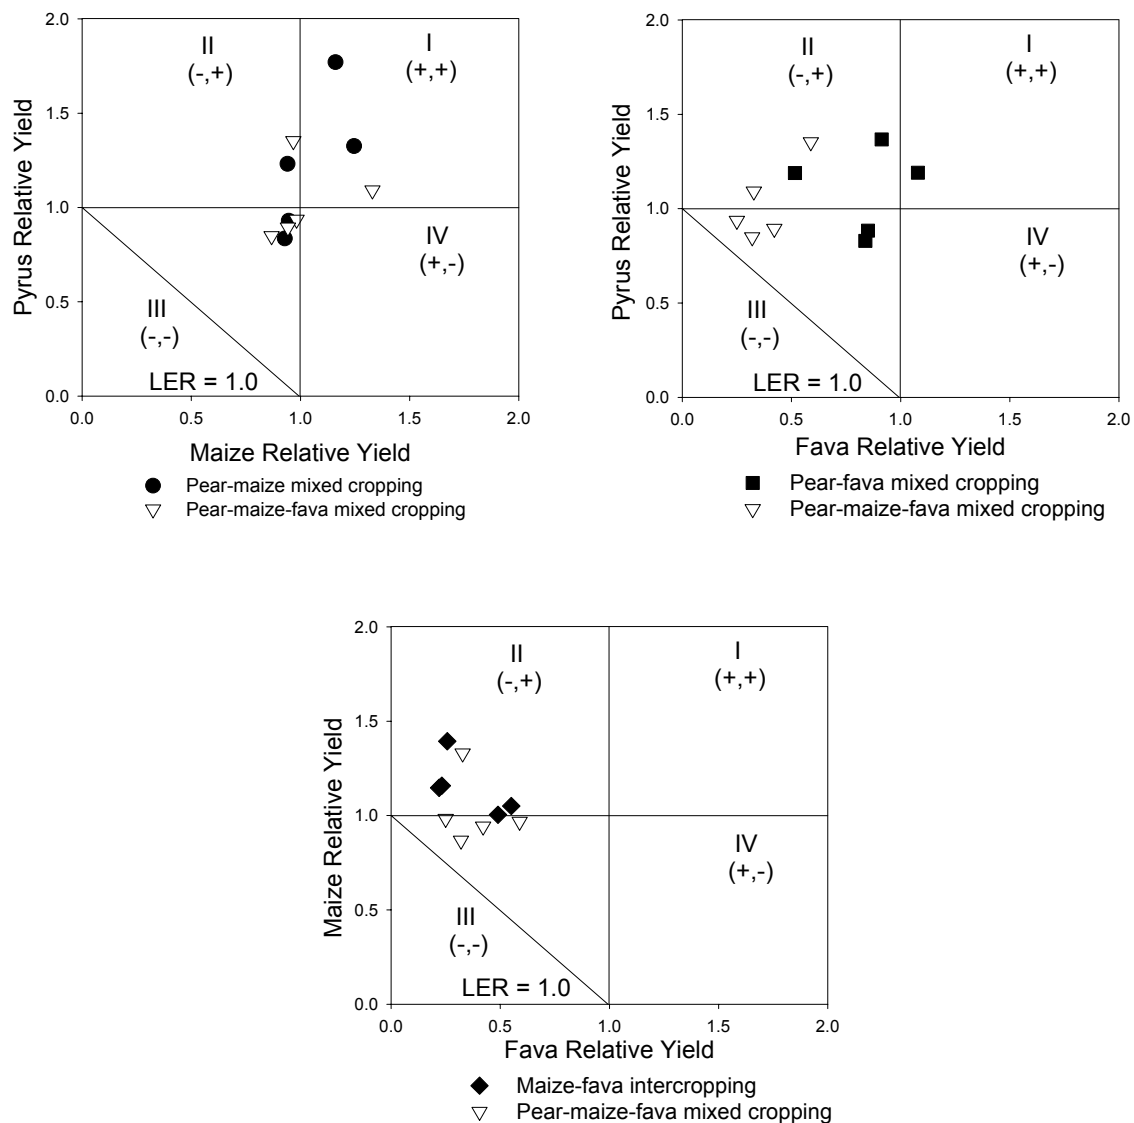 2.0
II
(-,+)
I
(+,+)
1.5
Pyrus Relative Yield
1.0
IV
(+,-)
0.5
III
(-,-)
LER = 1.0
0.0
0.0 0.5 1.0 1.5 2.0
Maize Relative Yield
Pear-maize mixed cropping
Pear-maize-fava mixed cropping
2.0
II
(-,+)
I
(+,+)
1.5
Pyrus Relative Yield
1.0
IV
(+,-)
0.5
III
(-,-)
LER = 1.0
0.0
0.0 0.5 1.0 1.5 2.0
Fava Relative Yield
Pear-fava mixed cropping
Pear-maize-fava mixed cropping
2.0
II
(-,+)
I
(+,+)
1.5
Maize Relative Yield
1.0
IV
(+,-)
0.5
III
(-,-)
LER = 1.0
0.0
0.0 0.5 1.0 1.5 2.0
Fava Relative Yield
Maize-fava intercropping
Pear-maize-fava mixed cropping